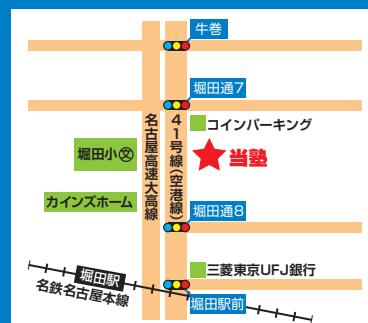 牛巻
堀田通7
コインパーキング
名古屋高速大高線
41号線(空港線)
堀田小文
当塾
カインズホーム
堀田通8
三菱東京UFJ銀行
堀田駅
名鉄名古屋本線
堀田駅前